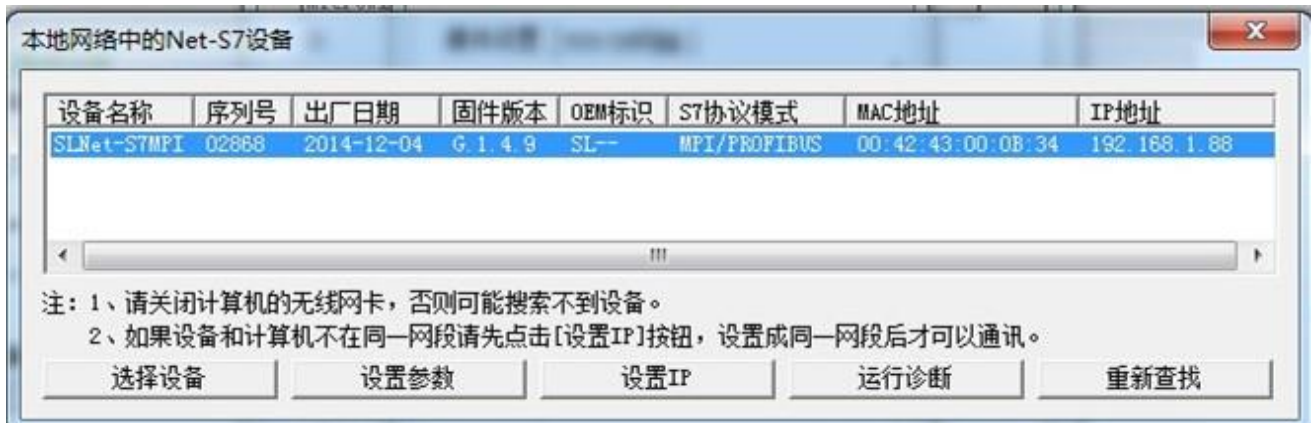 本地网络中的Net-S7设备
设备名称 序列号 出厂日期 固件版本 OEM标识 S7协议模式 MAC地址 IP地址
SLNet-S7MPI 02868 2014-12-04 G.1.4.9 SL-- MPI/PROFIBUS 00:42:43:00:0B:34 192.168.1.88
注：1、请关闭计算机的无线网卡，否则可能搜索不到设备。
2、如果设备和计算机不在同一网段请先点击[设置IP]按钮，设置成同一网段后才可以通讯。
选择设备 设置参数 设置IP 运行诊断 重新查找